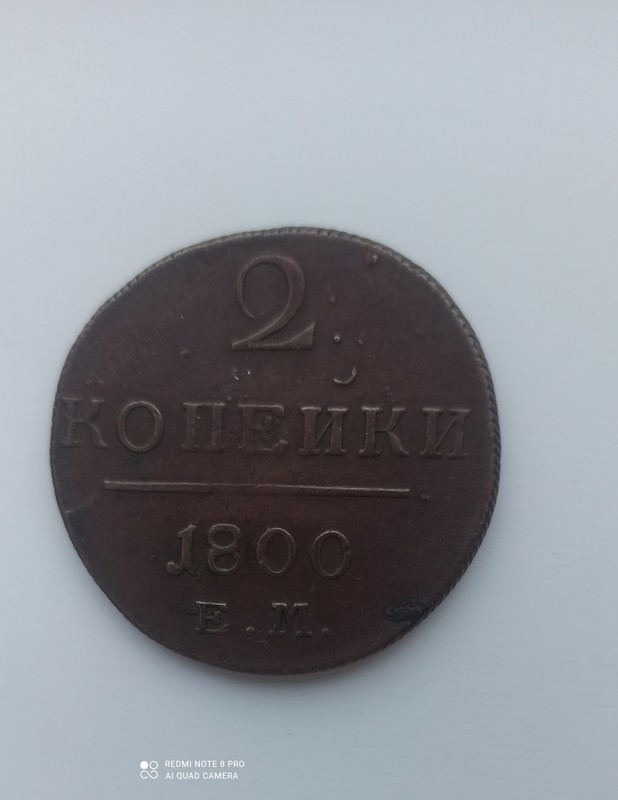 2
КОПЕЙКИ
1800
Е.М.
REDMI NOTE 8 PRO
AI QUAD CAMERA